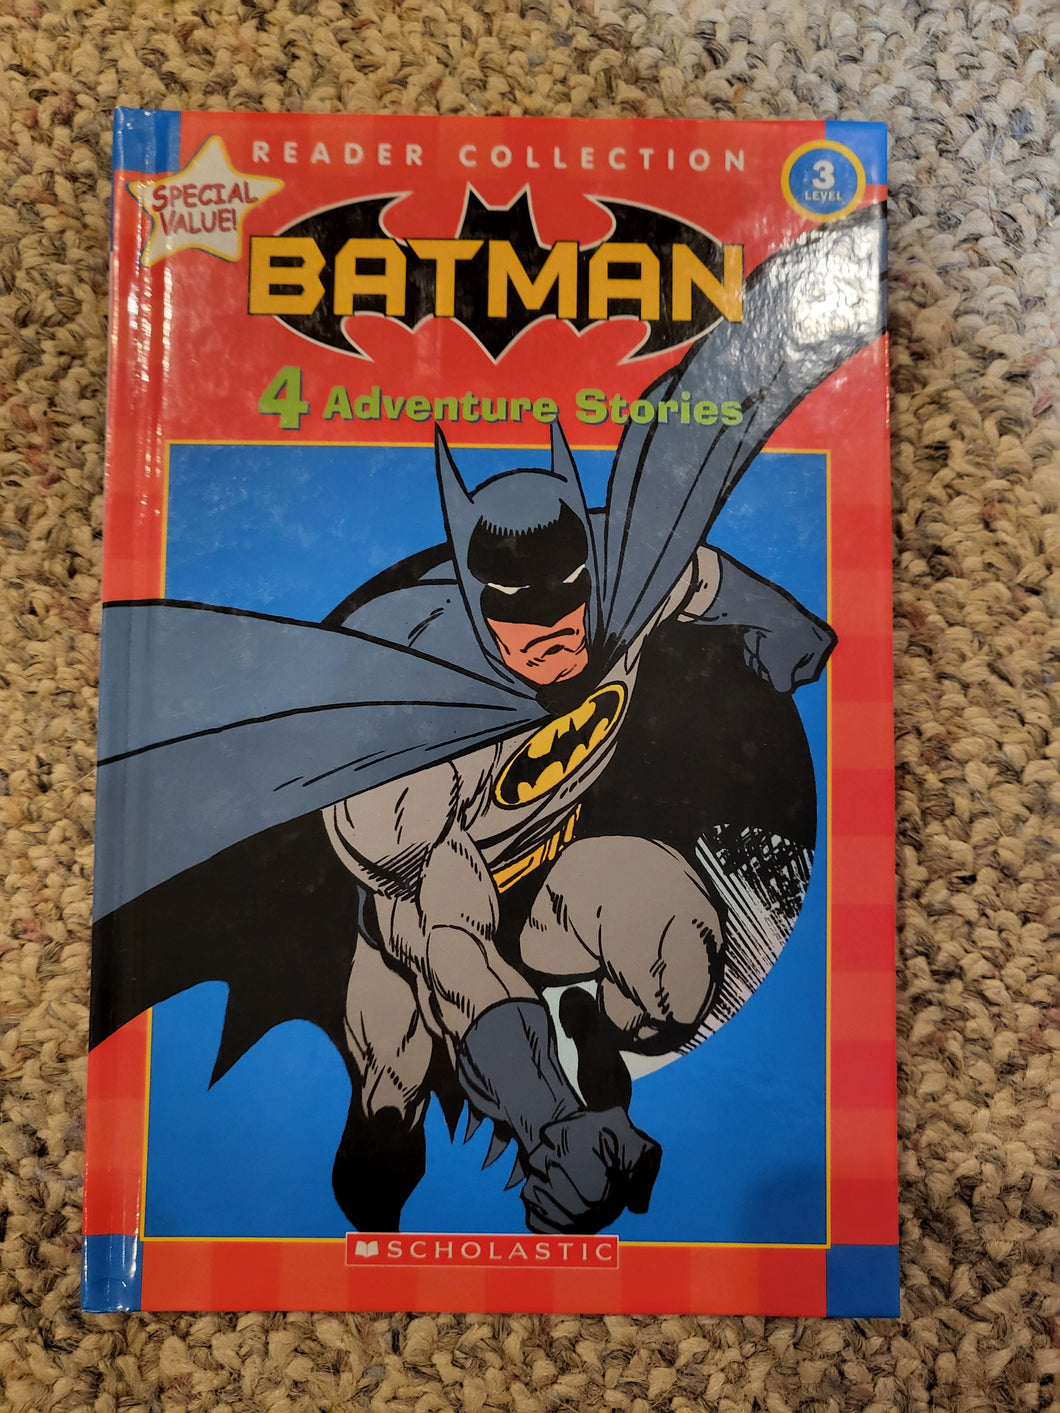 READER COLLECTION
SPECIAL
VALUE!
3
LEVEL
BATMAN
4 Adventure Stories
SCHOLASTIC